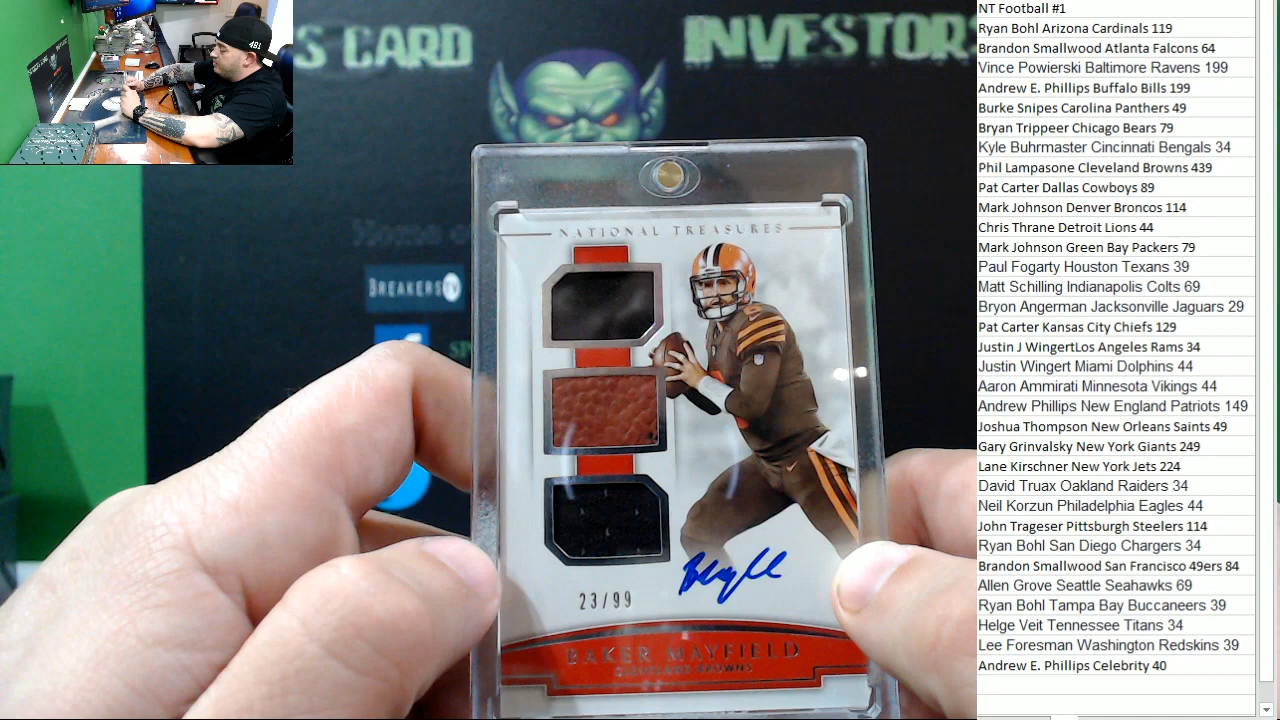 481
S CARD INVESTORS
BREAKERSTV
NATIONAL TREASURES
23/99
BAKER MAYFIELD
CLEVELAND BROWNS
NT Football #1
Ryan Bohl Arizona Cardinals 119
Brandon Smallwood Atlanta Falcons 64
Vince Powierski Baltimore Ravens 199
Andrew E. Phillips Buffalo Bills 199
Burke Snipes Carolina Panthers 49
Bryan Trippeer Chicago Bears 79
Kyle Buhrmaster Cincinnati Bengals 34
Phil Lampasone Cleveland Browns 439
Pat Carter Dallas Cowboys 89
Mark Johnson Denver Broncos 114
Chris Thrane Detroit Lions 44
Mark Johnson Green Bay Packers 79
Paul Fogarty Houston Texans 39
Matt Schilling Indianapolis Colts 69
Bryon Angerman Jacksonville Jaguars 29
Pat Carter Kansas City Chiefs 129
Justin J WingertLos Angeles Rams 34
Justin Wingert Miami Dolphins 44
Aaron Ammirati Minnesota Vikings 44
Andrew Phillips New England Patriots 149
Joshua Thompson New Orleans Saints 49
Gary Grinvalsky New York Giants 249
Lane Kirschner New York Jets 224
David Truax Oakland Raiders 34
Neil Korzun Philadelphia Eagles 44
John Trageser Pittsburgh Steelers 114
Ryan Bohl San Diego Chargers 34
Brandon Smallwood San Francisco 49ers 84
Allen Grove Seattle Seahawks 69
Ryan Bohl Tampa Bay Buccaneers 39
Helge Veit Tennessee Titans 34
Lee Foresman Washington Redskins 39
Andrew E. Phillips Celebrity 40